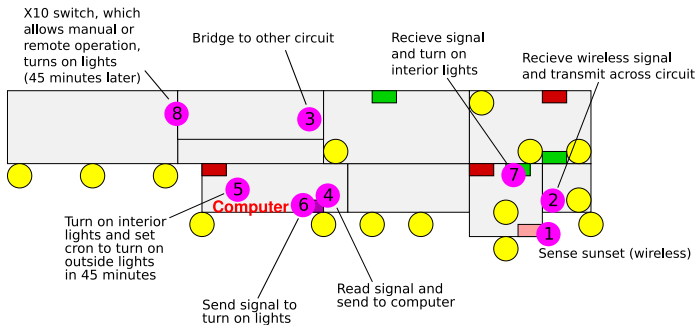 X10 switch, which
allows manual or
remote operation,
turns on lights
(45 minutes later)
Bridge to other circuit
Recieve signal
and turn on
interior lights
Recieve wireless signal
and transmit across circuit
8
3
7
5
Computer
6
4
2
1
Turn on interior
lights and set
cron to turn on
outside lights
in 45 minutes
Send signal to
turn on lights
Read signal and
send to computer
Sense sunset (wireless)